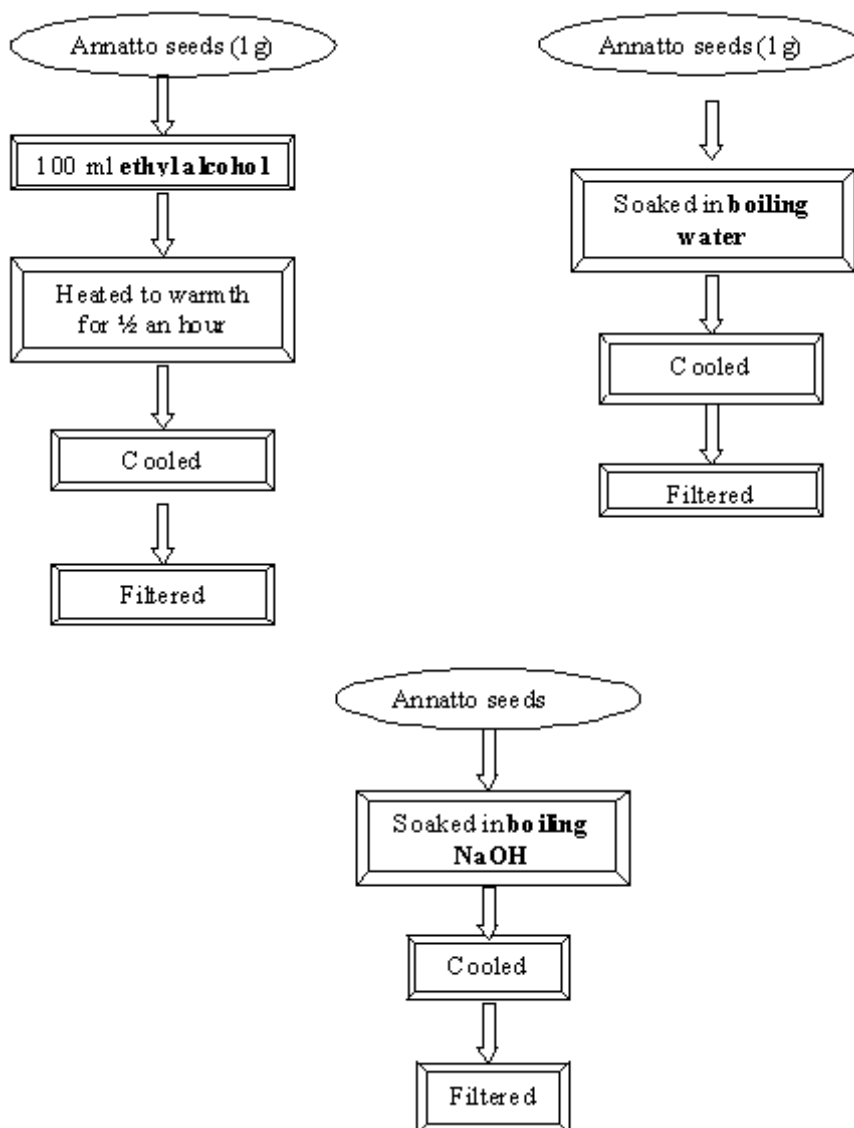 Annatto seeds (1 g)
100 ml ethyl alcohol
Heated to warmth
for ½ an hour
Cooled
Filtered
Annatto seeds (1 g)
Soaked in boiling
water
Cooled
Filtered
Annatto seeds
Soaked in boiling
NaOH
Cooled
Filtered